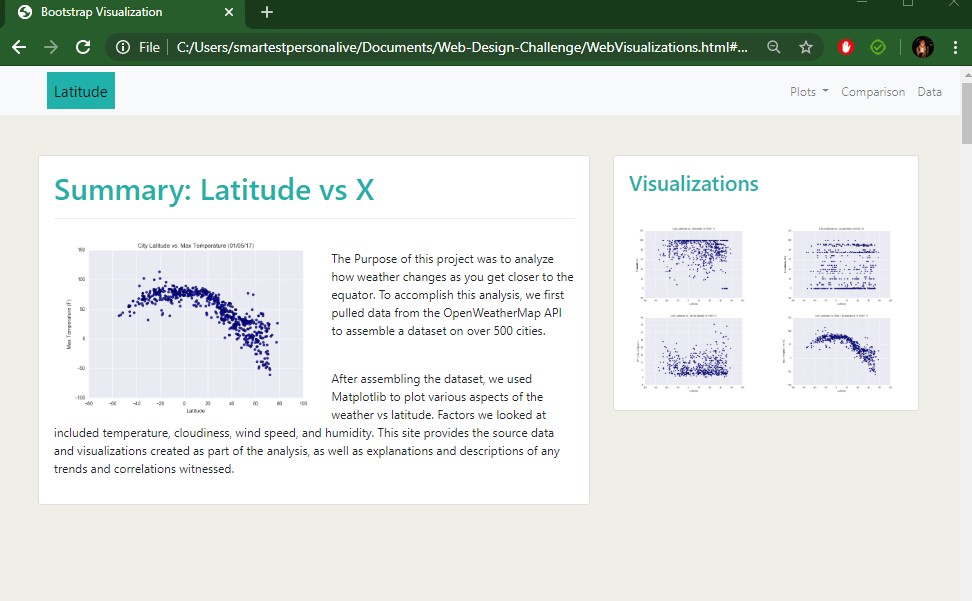 Bootstrap Visualization
File
C:/Users/smartestpersonalive/Documents/Web-Design-Challenge/WebVisualizations.html#...
Latitude
Plots
Comparison
Data
Summary: Latitude vs X
City Latitude vs. Max Temperature (01/05/17)
150
100
50
0
-50
-100
Max Temperature (F)
-80 -60 -40 -20 0 20 40 60 80 100
Latitude
The Purpose of this project was to analyze
how weather changes as you get closer to the
equator. To accomplish this analysis, we first
pulled data from the OpenWeatherMap API
to assemble a dataset on over 500 cities.
After assembling the dataset, we used
Matplotlib to plot various aspects of the
weather vs latitude. Factors we looked at
included temperature, cloudiness, wind speed, and humidity. This site provides the source data
and visualizations created as part of the analysis, as well as explanations and descriptions of any
trends and correlations witnessed.
Visualizations